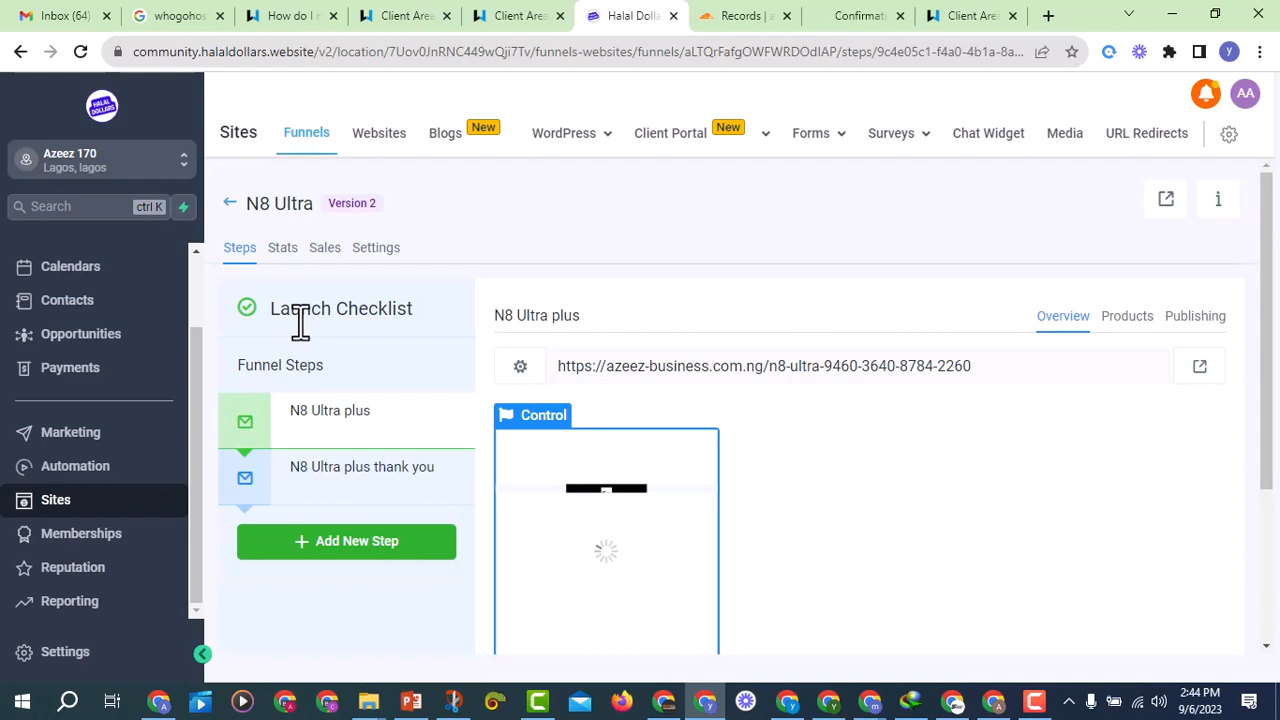 Inbox (64)
whogohos
How do I r
Client Area
Client Area
Halal Dolla
Records | a
Confirmati
Client Area
community.halaldollars.website/v2/location/7Uov0JnRNC449wQji7Tv/funnels-websites/funnels/aLTQrFafgOWFWRDOdIAP/steps/9c4e05c1-f4a0-4b1a-8a...
y
HALAL
DOLLARS
AA
Sites
Funnels
Websites
Blogs
New
WordPress
Client Portal
New
Forms
Surveys
Chat Widget
Media
URL Redirects
Azeez 170
Lagos, lagos
Search
ctrl K
Calendars
Contacts
Opportunities
Payments
Marketing
Automation
Sites
Memberships
Reputation
Reporting
Settings
N8 Ultra
Version 2
Steps
Stats
Sales
Settings
Launch Checklist
Funnel Steps
N8 Ultra plus
N8 Ultra plus thank you
+ Add New Step
N8 Ultra plus
Overview
Products
Publishing
https://azeez-business.com.ng/n8-ultra-9460-3640-8784-2260
Control
2:44 PM
9/6/2023